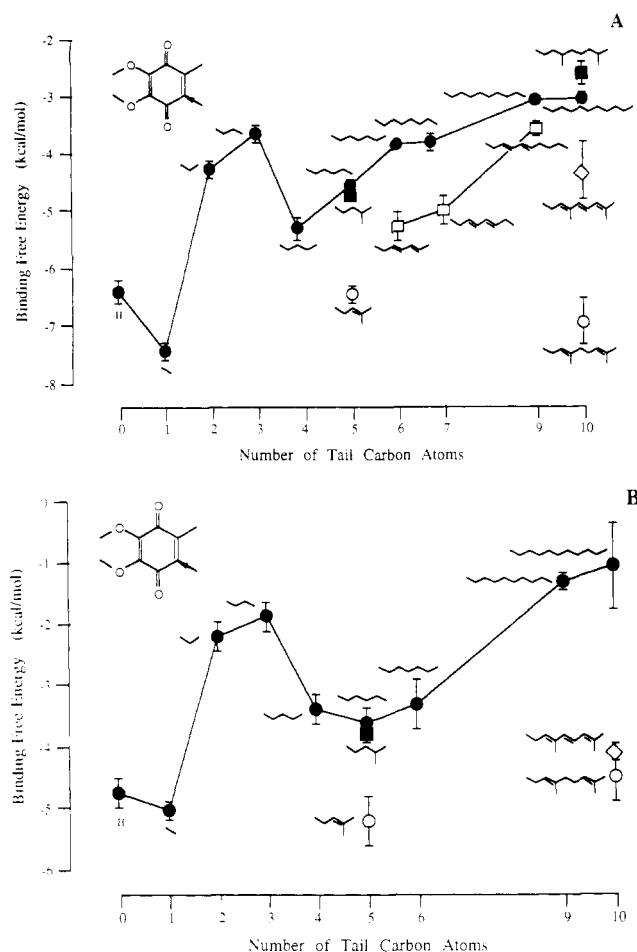 A
Binding Free Energy (kcal/mol)
-2
-3
-4
-5
-6
-7
-8
O
O
O
O
H
0 1 2 3 4 5 6 7 9 10
Number of Tail Carbon Atoms
B
Binding Free Energy (kcal/mol)
0
-1
-2
-3
-4
-5
-6
O
O
O
O
H
0 1 2 3 4 5 6 9 10
Number of Tail Carbon Atoms